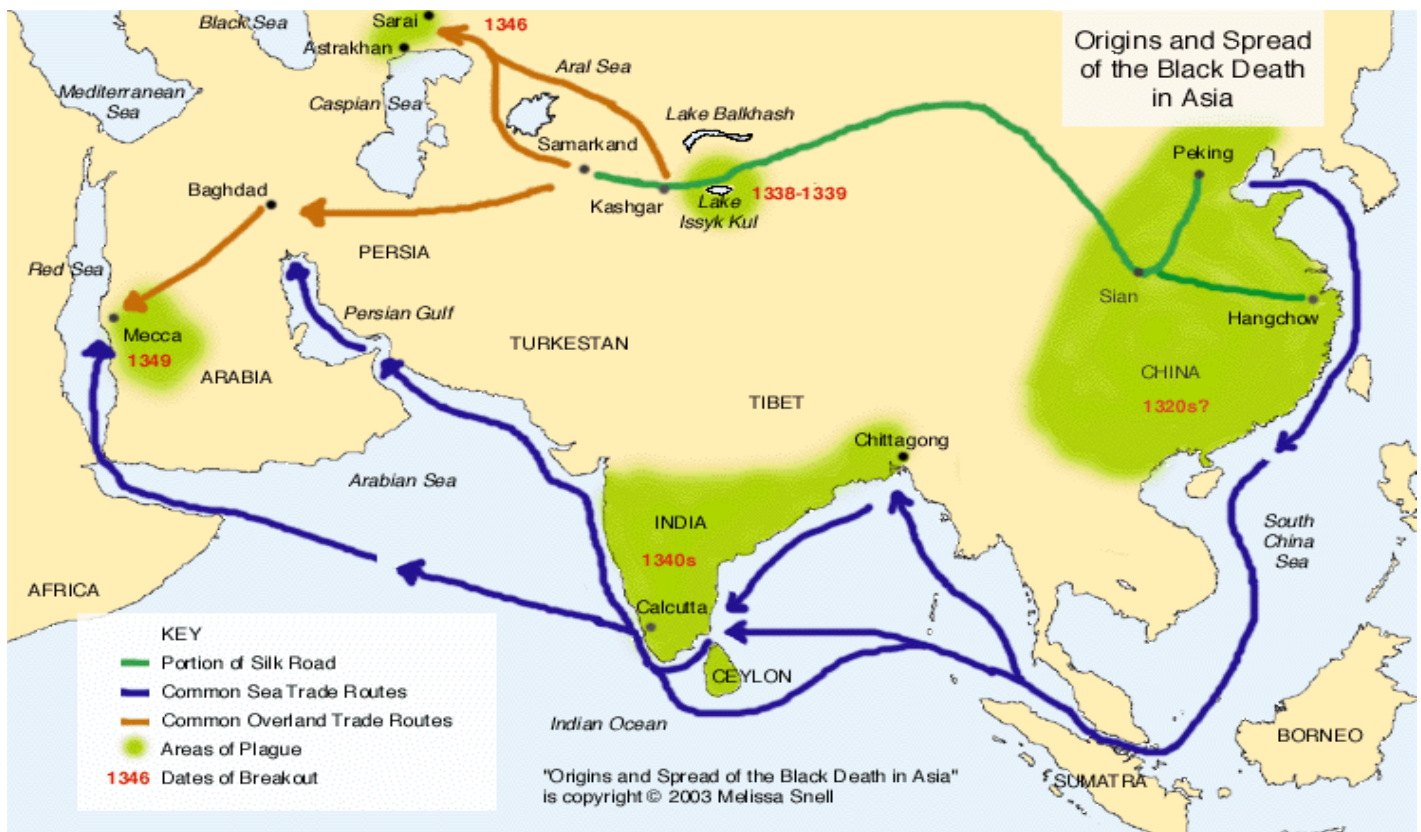 Origins and Spread
of the Black Death
in Asia
Black Sea
Sarai
1346
Astrakhan
Aral Sea
Mediterranean
Sea
Caspian Sea
Lake Balkhash
Samarkand
Peking
Baghdad
Kashgar
Lake
Issyk Kul
1338-1339
PERSIA
Red Sea
Sian
Hangchow
Persian Gulf
Mecca
1349
ARABIA
TURKESTAN
CHINA
1320s?
TIBET
Chittagong
Arabian Sea
INDIA
1340s
South
China
Sea
AFRICA
Calcutta
CEYLON
KEY
Portion of Silk Road
Common Sea Trade Routes
Common Overland Trade Routes
Areas of Plague
1346 Dates of Breakout
Indian Ocean
BORNEO
SUMATRA
"Origins and Spread of the Black Death in Asia"
is copyright © 2003 Melissa Snell